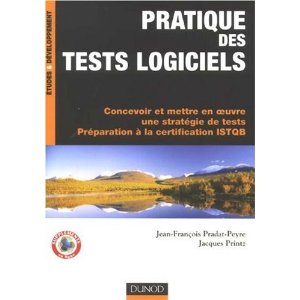 PRATIQUE
DES
TESTS LOGICIELS
ÉTUDES & DÉVELOPPEMENT
Concevoir et mettre en œuvre
une stratégie de tests
Préparation à la certification ISTQB
Jean-François Pradat-Peyre
Jacques Printz
SUPPLÉMENTS
DUNOD